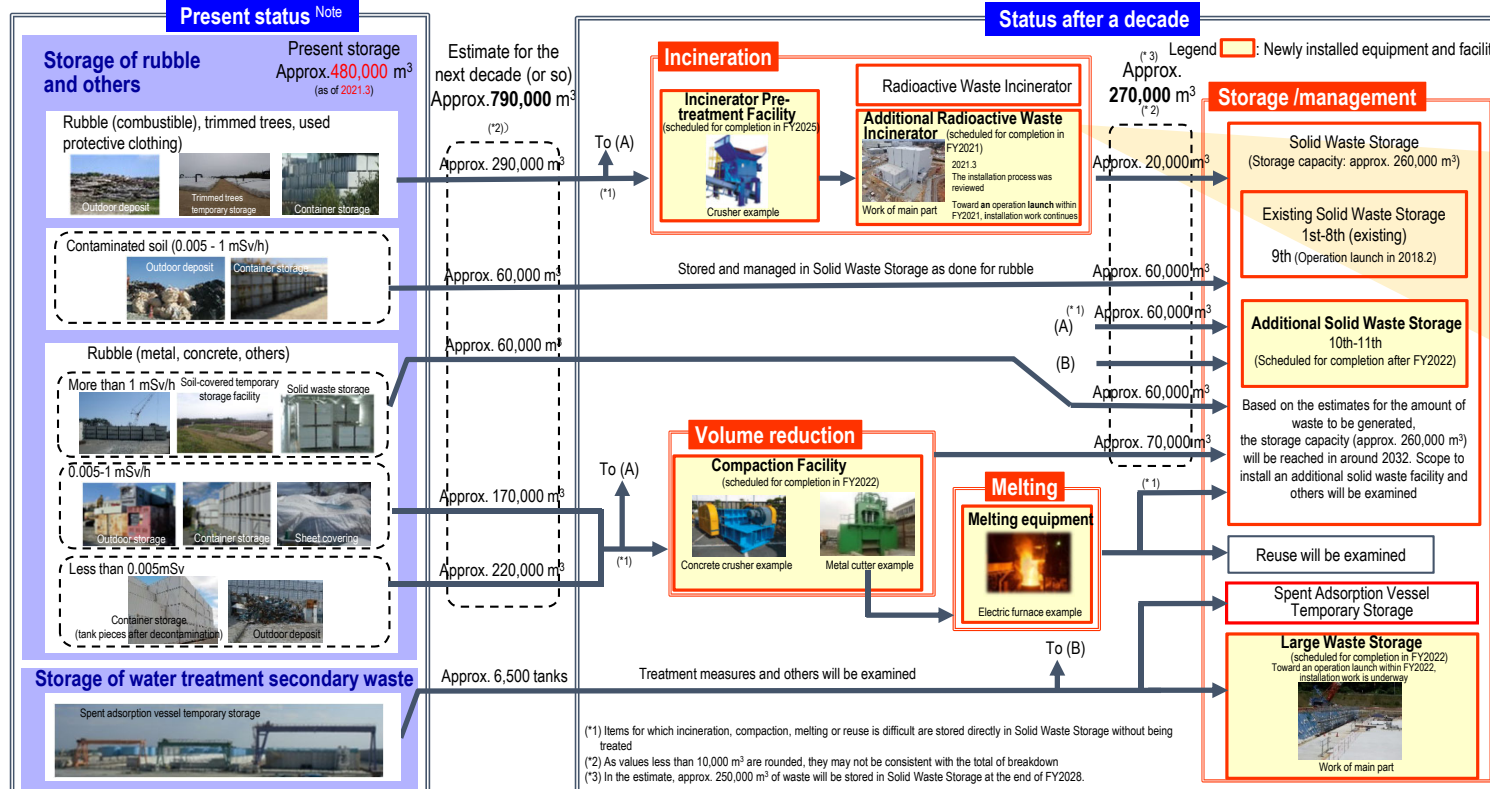 Present status Note
Storage of rubble
and others
Present storage
Approx.480,000 m³
(as of 2021.3)
Rubble (combustible), trimmed trees, used
protective clothing)
Outdoor deposit
Trimmed trees
temporary storage
Container storage
Contaminated soil (0.005 - 1 mSv/h)
Outdoor deposit
Container storage
Rubble (metal, concrete, others)
More than 1 mSv/h
Soil-covered temporary
storage facility
Solid waste storage
0.005-1 mSv/h
Outdoor storage
Container storage
Sheet covering
Less than 0.005mSv
Container storage
(tank pieces after decontamination)
Outdoor deposit
Storage of water treatment secondary waste
Spent adsorption vessel temporary storage
Estimate for the
next decade (or so)
Approx.790,000 m³
(*2)
Approx. 290,000 m³
Approx. 60,000 m³
Approx. 60,000 m³
Approx. 170,000 m³
Approx. 220,000 m³
Approx. 6,500 tanks
Status after a decade
Legend
: Newly installed equipment and facilit
To (A)
(*1)
Incineration
Incinerator Pre-
treatment Facility
(scheduled for completion in FY2025)
Crusher example
Radioactive Waste Incinerator
Additional Radioactive Waste
Incinerator (scheduled for completion in
FY2021)
2021.3
The installation process was
reviewed
Toward an operation launch within
FY2021, installation work continues
Work of main part
Stored and managed in Solid Waste Storage as done for rubble
To (A)
(*1)
Volume reduction
Compaction Facility
(scheduled for completion in FY2022)
Concrete crusher example
Metal cutter example
Melting
Melting equipment
Electric furnace example
To (B)
Treatment measures and others will be examined
(*3)
Approx.
270,000 m³
(*2)
Approx. 20,000 m³
Approx. 60,000 m³
(A)
(*1)
Approx. 60,000 m³
(B)
Approx. 60,000 m³
Approx. 70,000 m³
(*1)
Storage /management
Solid Waste Storage
(Storage capacity: approx. 260,000 m³)
Existing Solid Waste Storage
1st-8th (existing)
9th (Operation launch in 2018.2)
Additional Solid Waste Storage
10th-11th
(Scheduled for completion after FY2022)
Based on the estimates for the amount of
waste to be generated,
the storage capacity (approx. 260,000 m³)
will be reached in around 2032. Scope to
install an additional solid waste facility and
others will be examined
Reuse will be examined
Spent Adsorption Vessel
Temporary Storage
Large Waste Storage
(scheduled for completion in FY2022)
Toward an operation launch within FY2022,
installation work is underway
Work of main part
(*1) Items for which incineration, compaction, melting or reuse is difficult are stored directly in Solid Waste Storage without being
treated
(*2) As values less than 10,000 m³ are rounded, they may not be consistent with the total of breakdown
(*3) In the estimate, approx. 250,000 m³ of waste will be stored in Solid Waste Storage at the end of FY2028.